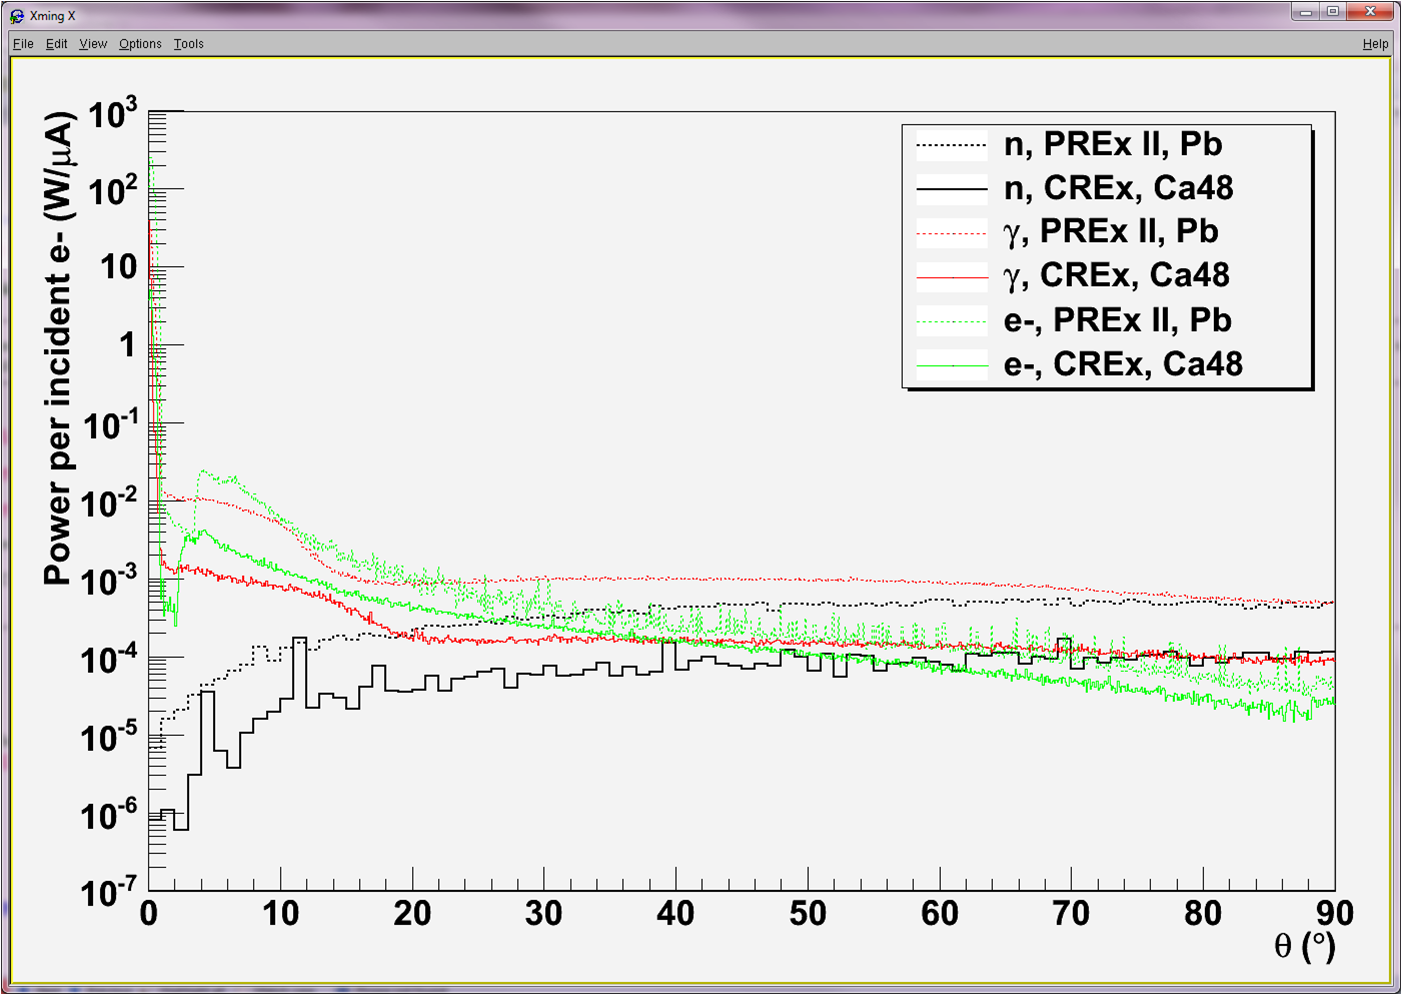 Xming X
File Edit View Options Tools Help
Power per incident e- (W/μA)
10³
10²
10
1
10⁻¹
10⁻²
10⁻³
10⁻⁴
10⁻⁵
10⁻⁶
10⁻⁷
n, PREx II, Pb
n, CREx, Ca48
γ, PREx II, Pb
γ, CREx, Ca48
e-, PREx II, Pb
e-, CREx, Ca48
0 10 20 30 40 50 60 70 80 90
θ (°)